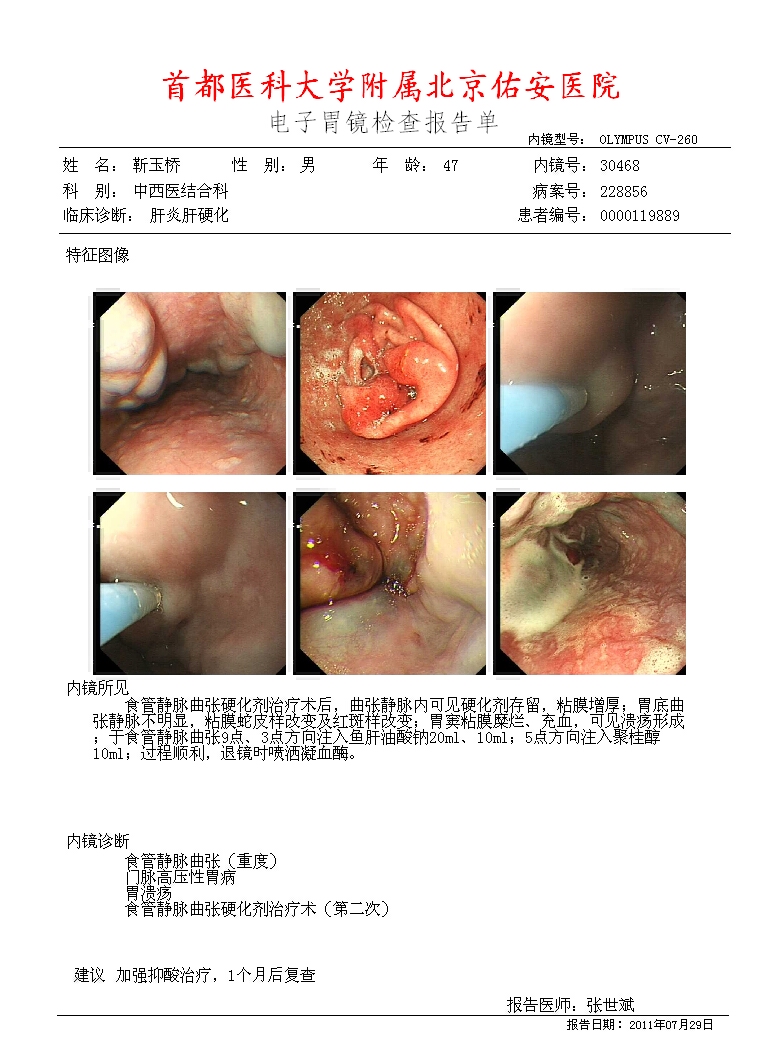 首都医科大学附属北京佑安医院
电子胃镜检查报告单
内镜型号： OLYMPUS CV-260
姓 名： 靳玉桥 性 别： 男 年 龄： 47 内镜号： 30468
科 别： 中西医结合科 病案号： 228856
临床诊断： 肝炎肝硬化 患者编号： 0000119889
特征图像
内镜所见
食管静脉曲张硬化剂治疗术后，曲张静脉内可见硬化剂存留，粘膜增厚；胃底曲
张静脉不明显，粘膜蛇皮样改变及红斑样改变；胃窦粘膜糜烂、充血，可见溃疡形成
；于食管静脉曲张9点、3点方向注入鱼肝油酸钠20ml、10ml；5点方向注入聚桂醇
10ml；过程顺利，退镜时喷洒凝血酶。
内镜诊断
食管静脉曲张（重度）
门脉高压性胃病
胃溃疡
食管静脉曲张硬化剂治疗术（第二次）
建议 加强抑酸治疗，1个月后复查
报告医师： 张世斌
报告日期： 2011年07月29日